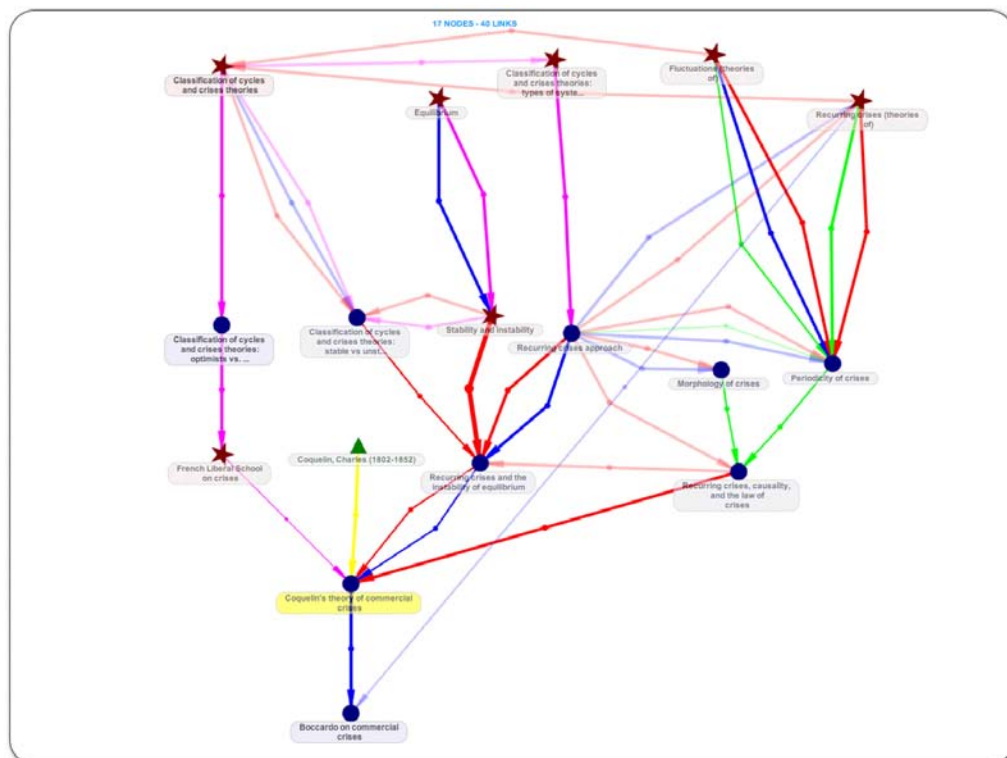 17 NODES - 40 LINKS
Classification of cycles
and crises theories
Classification of cycles
and crises theories:
types of syste...
Fluctuations (theories
of)
Equilibrium
Recurring crises (theories
of)
Classification of cycles
and crises theories:
optimists vs. ...
Classification of cycles
and crises theories:
stable vs unst...
Stability and instability
Recurring crises approach
Morphology of crises
Periodicity of crises
French Liberal School
on crises
Coquelin, Charles (1802-1852)
Recurring crises and the
instability of equilibrium
Recurring crises, causality,
and the law of
crises
Coquelin's theory of commercial
crises
Boccardo on commercial
crises